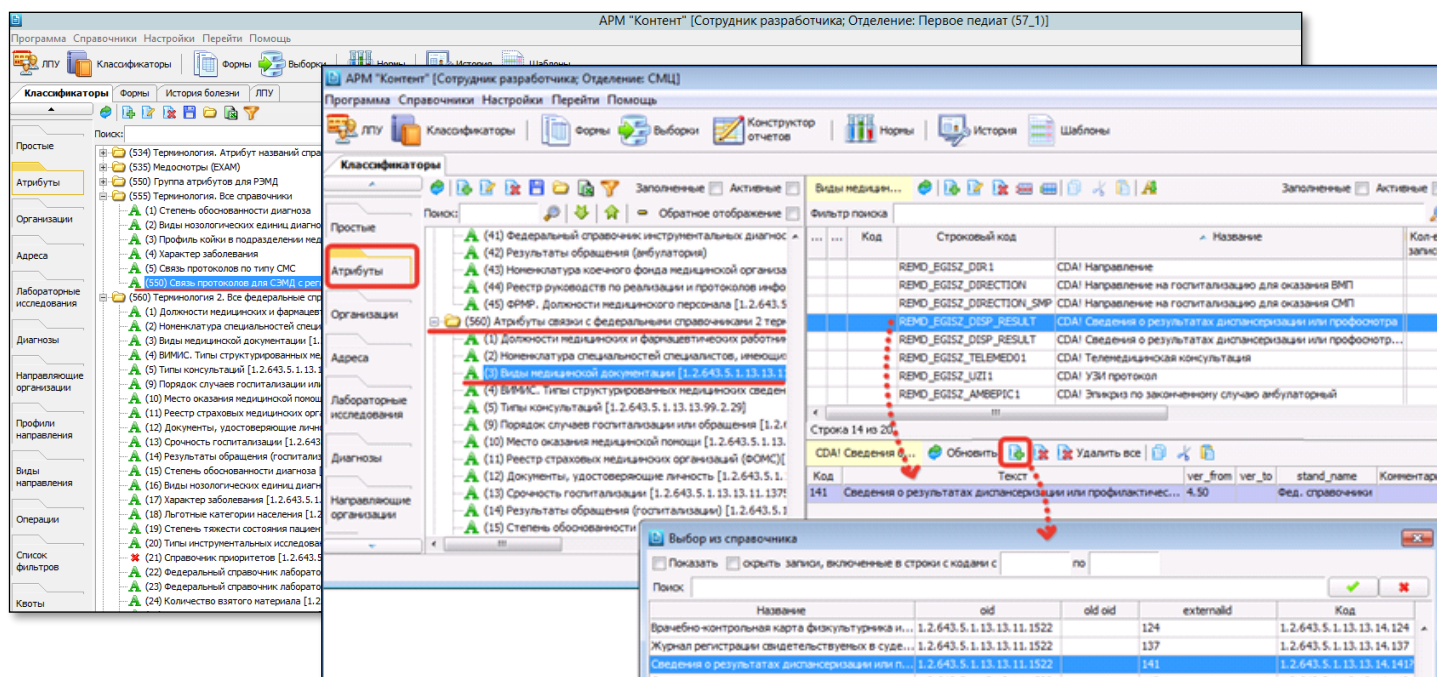 АРМ "Контент" [Сотрудник разработчика; Отделение: Первое педиат (57_1)]
Программа Справочники Настройки Перейти Помощь
ЛПУ Классификаторы Формы Выборки Нормы История Шаблоны
Классификаторы Формы История болезни ЛПУ
Поиск:
Простые
Атрибуты
Организации
Адреса
Лабораторные
исследования
Диагнозы
Направляющие
организации
Профили
направления
Виды
направления
Операции
Список
фильтров
Квоты
(534) Терминология. Атрибут названий спра
(535) Медосмотры (EXAM)
(550) Группа атрибутов для РЭМД
(555) Терминология. Все справочники
(1) Степень обоснованности диагноза
(2) Виды нозологических единиц диагно
(3) Профиль койки в подразделении мед
(4) Характер заболевания
(5) Связь протоколов по типу СМС
(550) Связь протоколов для СЭМД с рег
(560) Терминология 2. Все федеральные спр
(1) Должности медицинских и фармацевт
(2) Номенклатура специальностей специ
(3) Виды медицинской документации [1.
(4) ВИМИС. Типы структурированных ме
(5) Типы консультаций [1.2.643.5.1.13.1
(9) Порядок случаев госпитализации или
(10) Место оказания медицинской помощ
(11) Реестр страховых медицинских орга
(12) Документы, удостоверяющие личн
(13) Срочность госпитализации [1.2.643
(14) Результаты обращения (госпитализ
(15) Степень обоснованности диагноза [
(16) Виды нозологических единиц диагн
(17) Характер заболевания [1.2.643.5.1.
(18) Льготные категории населения [1.2
(19) Степень тяжести состояния пациен
(20) Типы инструментальных исследова
(21) Справочник приоритетов [1.2.643.5
(22) Федеральный справочник лаборато
(23) Федеральный справочник лаборато
(24) Количество взятого материала [1.2
АРМ "Контент" [Сотрудник разработчика; Отделение: СМЦ]
Программа Справочники Настройки Перейти Помощь
ЛПУ Классификаторы Формы Выборки Конструктор
отчетов Нормы История Шаблоны
Классификаторы
Заполненные Активные
Поиск: Обратное отображение
Простые
Атрибуты
Организации
Адреса
Лабораторные
исследования
Диагнозы
Направляющие
организации
(41) Федеральный справочник инструментальных диагнос
(42) Результаты обращения (амбулатория)
(43) Номенклатура коечного фонда медицинской организа
(44) Реестр руководств по реализации и протоколов инфо
(45) ФРМР. Должности медицинского персонала [1.2.643.5
(560) Атрибуты связки с федеральными справочниками 2 терм
(1) Должности медицинских и фармацевтических работни
(2) Номенклатура специальностей специалистов, имеющие
(3) Виды медицинской документации [1.2.643.5.1.13.13.1
(4) ВИМИС. Типы структурированных медицинских сведен
(5) Типы консультаций [1.2.643.5.1.13.13.99.2.29]
(9) Порядок случаев госпитализации или обращения [1.2.6
(10) Место оказания медицинской помощи [1.2.643.5.1.13.
(11) Реестр страховых медицинских организаций (ФОМС)[
(12) Документы, удостоверяющие личность [1.2.643.5.1.
(13) Срочность госпитализации [1.2.643.5.1.13.13.11.1375
(14) Результаты обращения (госпитализации) [1.2.643.5.1
(15) Степень обоснованности
Виды медицин... Заполненные Активные
Фильтр поиска
... ... Код Строковый код Название Кол-в
запис
REMD_EGISZ_DIR1 CDA! Направление
REMD_EGISZ_DIRECTION CDA! Направление на госпитализацию для оказания ВМП
REMD_EGISZ_DIRECTION_SMP CDA! Направление на госпитализацию для оказания СМП
REMD_EGISZ_DISP_RESULT CDA! Сведения о результатах диспансеризации или профосмотра
REMD_EGISZ_DISP_RESULT CDA! Сведения о результатах диспансеризации или профосмотр...
REMD_EGISZ_TELEMED01 CDA! Телемедицинская консультация
REMD_EGISZ_UZI1 CDA! УЗИ протокол
REMD_EGISZ_AMBEPIC1 CDA! Эпикриз по законченному случаю амбулаторный
Строка 14 из 20
CDA! Сведения о... Обновить Удалить все
Код Текст ver_from ver_to stand_name Комментари
141 Сведения о результатах диспансеризации или профилактичес... 4.50 Фед. справочники
Выбор из справочника
Показать скрыть записи, включенные в строки с кодами с по
Поиск
Название oid old oid externalid Код
Врачебно-контрольная карта физкультурника и... 1.2.643.5.1.13.13.11.1522 124 1.2.643.5.1.13.13.14.124
Журнал регистрации свидетельствуемых в суде... 1.2.643.5.1.13.13.11.1522 137 1.2.643.5.1.13.13.14.137
Сведения о результатах диспансеризации или п... 1.2.643.5.1.13.13.11.1522 141 1.2.643.5.1.13.13.14.141